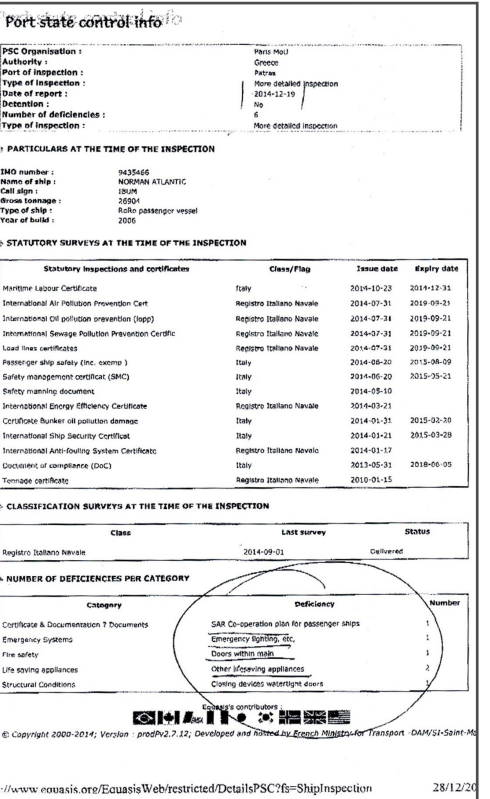 Port state control info
PSC Organisation : Paris MoU
Authority : Greece
Port of inspection : Patras
Type of inspection : More detailed inspection
Date of report : 2014-12-19
Detention : No
Number of deficiencies : 6
Type of inspection : More detailed inspection
PARTICULARS AT THE TIME OF THE INSPECTION
IMO number : 9435466
Name of ship : NORMAN ATLANTIC
Call sign : IBUM
Gross tonnage : 26904
Type of ship : RoRo passenger vessel
Year of build : 2006
STATUTORY SURVEYS AT THE TIME OF THE INSPECTION
Statutory inspections and certificates Class/Flag Issue date Expiry date
Maritime Labour Certificate Italy 2014-10-23 2014-12-31
International Air Pollution Prevention Cert Registro Italiano Navale 2014-07-31 2019-09-21
International Oil pollution prevention (Iopp) Registro Italiano Navale 2014-07-31 2019-09-21
International Sewage Pollution Prevention Certific Registro Italiano Navale 2014-07-31 2019-09-21
Load lines certificates Registro Italiano Navale 2014-07-31 2019-09-21
Passenger ship safety (inc. exemp ) Italy 2014-06-20 2015-08-09
Safety management certificat (SMC) Italy 2014-06-20 2015-05-21
Safety manning document Italy 2014-05-10
International Energy Efficiency Certificate Registro Italiano Navale 2014-03-21
Certificate Bunker oil pollution damage Italy 2014-01-31 2015-02-20
International Ship Security Certificat Italy 2014-01-21 2015-03-28
International Anti-fouling System Certificate Registro Italiano Navale 2014-01-17
Document of compliance (DoC) Italy 2013-05-31 2018-06-05
Tonnage certificate Registro Italiano Navale 2010-01-15
CLASSIFICATION SURVEYS AT THE TIME OF THE INSPECTION
Class Last survey Status
Registro Italiano Navale 2014-09-01 Delivered
NUMBER OF DEFICIENCIES PER CATEGORY
Category Deficiency Number
Certificate & Documentation ? Documents SAR Co-operation plan for passenger ships 1
Emergency Systems Emergency lighting, etc, 1
Fire safety Doors within main 1
Life saving appliances Other lifesaving appliances 2
Structural Conditions Closing devices watertight doors 1
Equasis's contributors :
© Copyright 2000-2014; Version : prodPv2.7.12; Developed and hosted by French Ministry for Transport -DAM/SI-Saint-Ma
://www.equasis.org/EquasisWeb/restricted/DetailsPSC?fs=ShipInspection 28/12/20